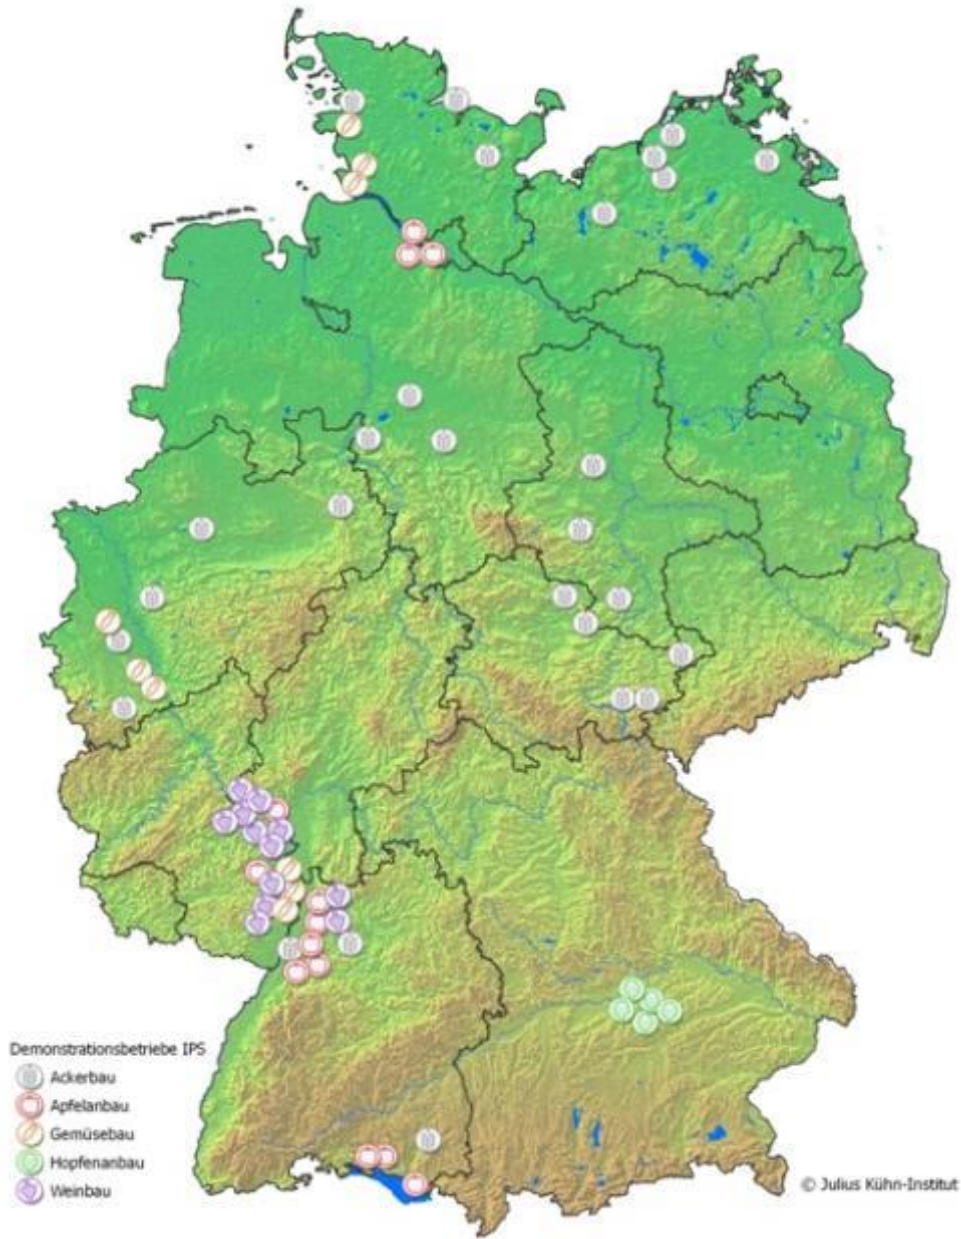 Demonstrationsbetriebe IPS
Ackerbau
Apfelanbau
Gemüsebau
Hopfenanbau
Weinbau
© Julius Kühn-Institut